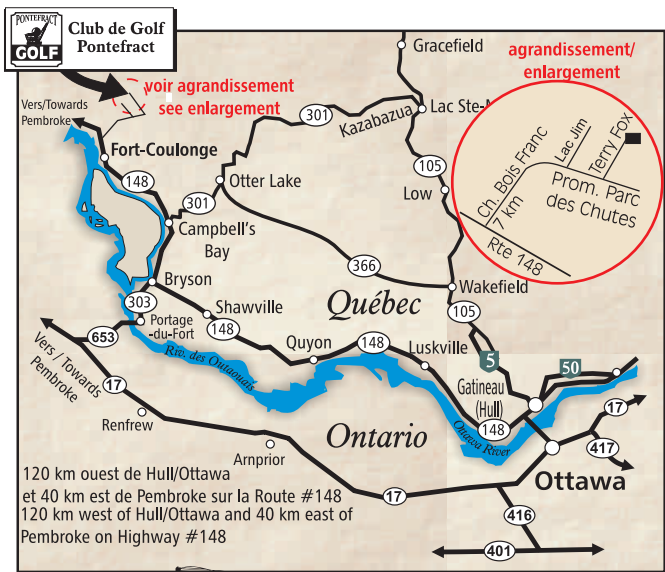 PONTEFRACT
GOLF
Club de Golf
Pontefract
voir agrandissement
see enlargement
agrandissement/
enlargement
Gracefield
Vers/Towards
Pembroke
301
Kazabazua
Lac Ste-
Lac Jim
Terry Fox
Ch. Bois Franc
7 km
Prom. Parc
des Chutes
Rte 148
Fort-Coulonge
148
105
Otter Lake
Low
301
Campbell's
Bay
366
Bryson
Wakefield
303
Shawville
Québec
105
653
Portage
-du-Fort
148
Quyon
148
Luskville
5
50
Vers / Towards
Pembroke
17
Riv. des Outaouais
Gatineau
(Hull)
148
17
Renfrew
Ontario
Ottawa River
417
Arnprior
Ottawa
120 km ouest de Hull/Ottawa
et 40 km est de Pembroke sur la Route #148
120 km west of Hull/Ottawa and 40 km east of
Pembroke on Highway #148
17
416
401